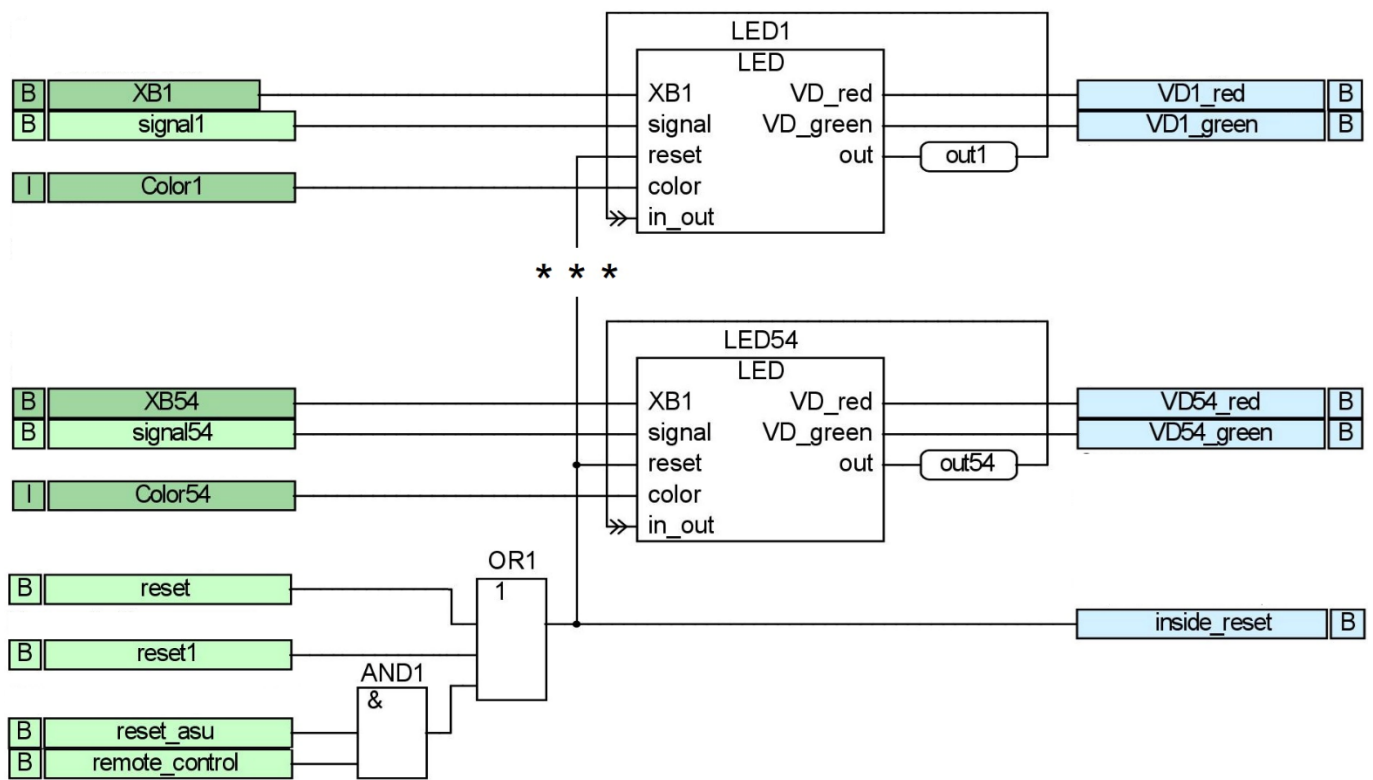 LED1
LED
B XB1 XB1 VD_red VD1_red B
B signal1 signal VD_green VD1_green B
reset out out1
I Color1 color
in_out
* * *
LED54
LED
B XB54 XB1 VD_red VD54_red B
B signal54 signal VD_green VD54_green B
reset out out54
I Color54 color
in_out
OR1
B reset 1
inside_reset B
B reset1
AND1
&
B reset_asu
B remote_control